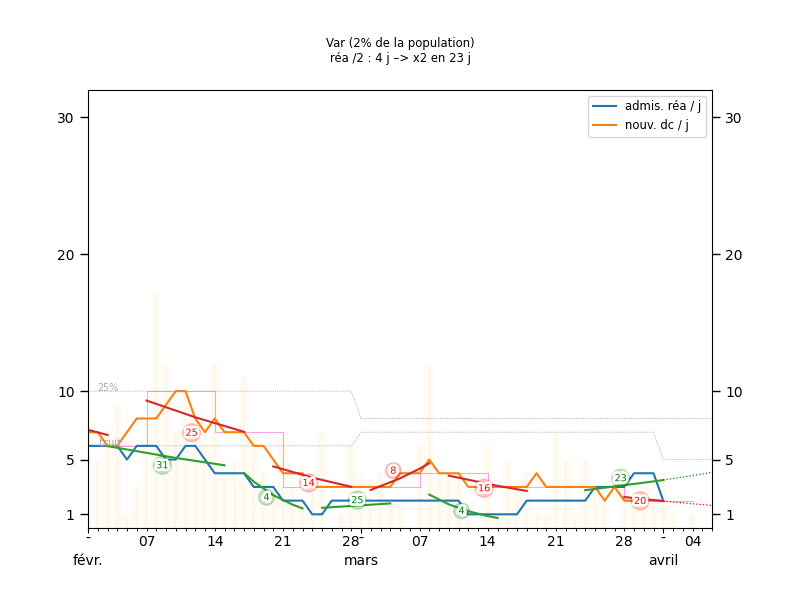 Var (2% de la population)
réa /2 : 4 j –> x2 en 23 j
admis. réa / j
nouv. dc / j
30 30
20 20
10 10
5 5
1 1
25%
25
31
4
14
25
8
4
16
23
20
- 07 14 21 28 - 07 14 21 28 - 04
févr. mars avril